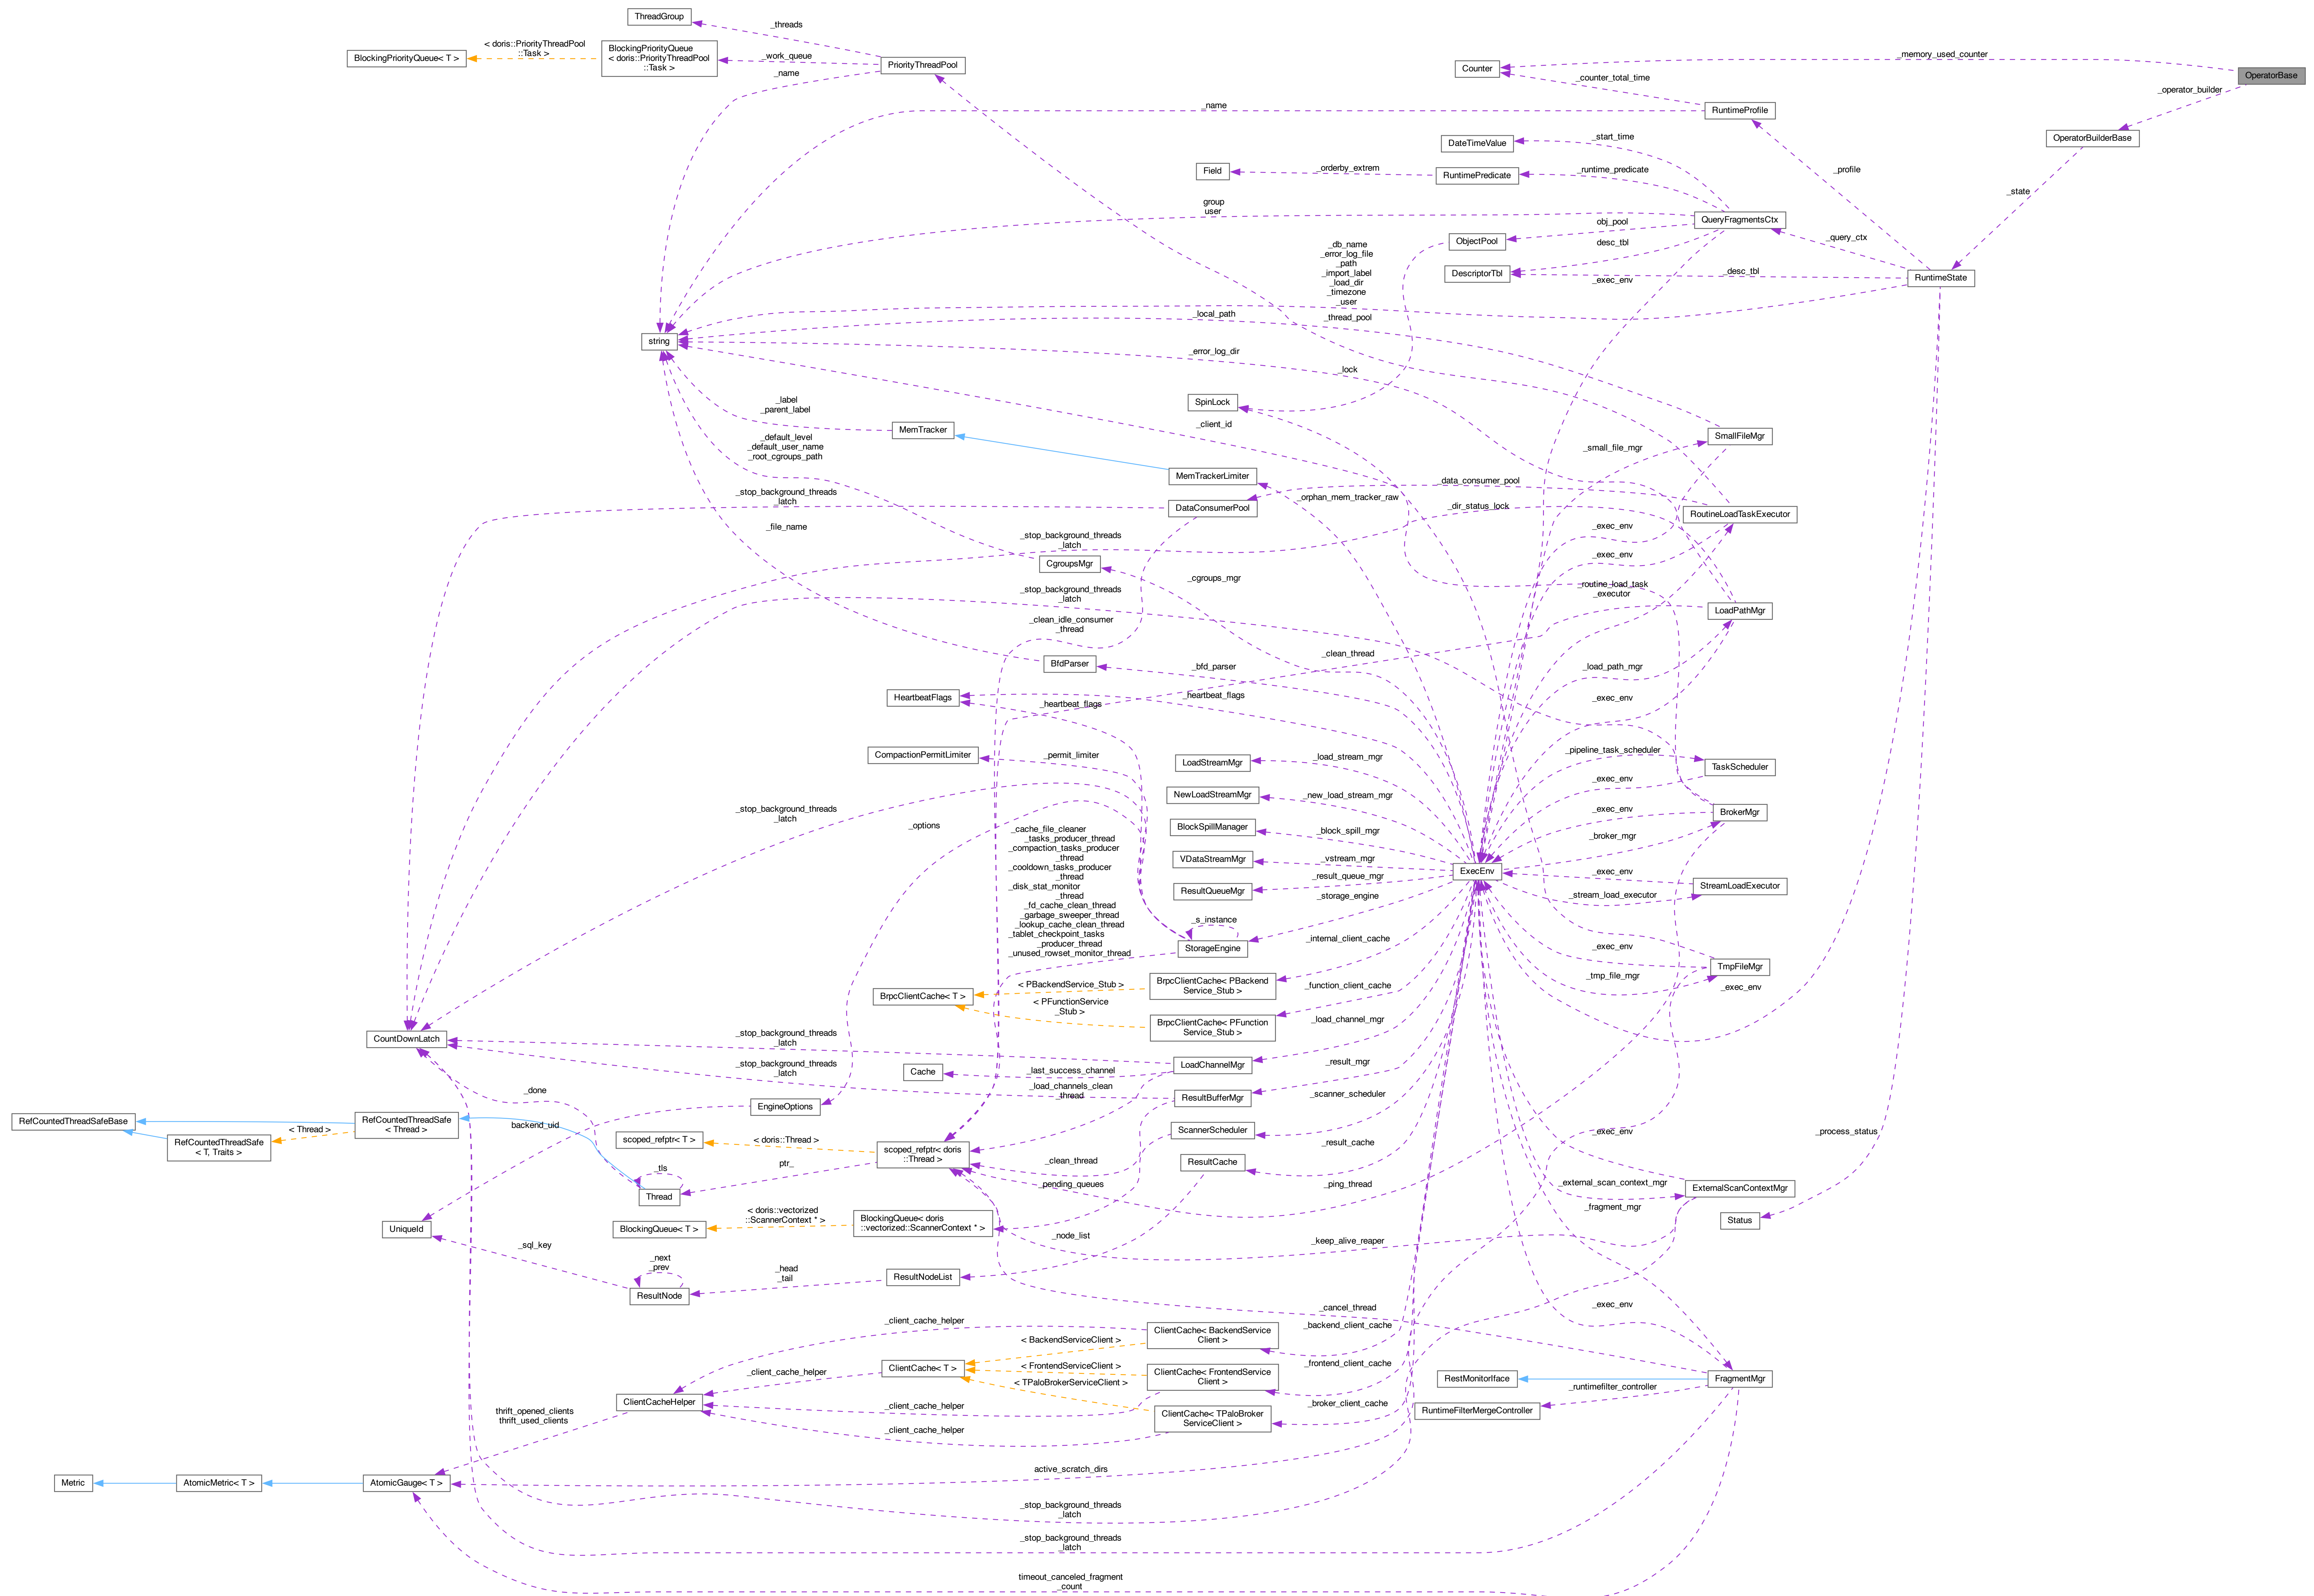 ThreadGroup
_threads
BlockingPriorityQueue< T >
< doris::PriorityThreadPool
::Task >
BlockingPriorityQueue
< doris::PriorityThreadPool
::Task >
_work_queue
_name
PriorityThreadPool
Counter
_memory_used_counter
OperatorBase
_counter_total_time
_operator_builder
_name
RuntimeProfile
OperatorBuilderBase
DateTimeValue
_start_time
Field
_orderby_extrem
RuntimePredicate
_runtime_predicate
_profile
_state
group
user
QueryFragmentsCtx
obj_pool
ObjectPool
desc_tbl
_query_ctx
DescriptorTbl
_desc_tbl
RuntimeState
_exec_env
_db_name
_error_log_file
_path
_import_label
_load_dir
_timezone
_user
_local_path
_thread_pool
string
_error_log_dir
_lock
SpinLock
_label
_parent_label
MemTracker
_client_id
SmallFileMgr
_small_file_mgr
_default_level
_default_user_name
_root_cgroups_path
MemTrackerLimiter
_orphan_mem_tracker_raw
_data_consumer_pool
_stop_background_threads
_latch
DataConsumerPool
_dir_status_lock
RoutineLoadTaskExecutor
_file_name
_exec_env
_stop_background_threads
_latch
CgroupsMgr
_exec_env
_cgroups_mgr
_routine_load_task
_executor
_stop_background_threads
_latch
LoadPathMgr
_clean_idle_consumer
_thread
_clean_thread
BfdParser
_bfd_parser
_load_path_mgr
HeartbeatFlags
_heartbeat_flags
_heartbeat_flags
_exec_env
CompactionPermitLimiter
_permit_limiter
LoadStreamMgr
_load_stream_mgr
_pipeline_task_scheduler
TaskScheduler
NewLoadStreamMgr
_new_load_stream_mgr
_exec_env
_stop_background_threads
_latch
_options
BlockSpillManager
_block_spill_mgr
_exec_env
BrokerMgr
_broker_mgr
_cache_file_cleaner
_tasks_producer_thread
_compaction_tasks_producer
_thread
_cooldown_tasks_producer
_thread
_disk_stat_monitor
_thread
_fd_cache_clean_thread
_garbage_sweeper_thread
_lookup_cache_clean_thread
_tablet_checkpoint_tasks
_producer_thread
_unused_rowset_monitor_thread
VDataStreamMgr
_vstream_mgr
ExecEnv
ResultQueueMgr
_result_queue_mgr
_exec_env
StreamLoadExecutor
_stream_load_executor
_storage_engine
_s_instance
StorageEngine
_internal_client_cache
_exec_env
TmpFileMgr
_tmp_file_mgr
_exec_env
BrpcClientCache< T >
< PBackendService_Stub >
BrpcClientCache< PBackend
Service_Stub >
< PFunctionService
_Stub >
_function_client_cache
BrpcClientCache< PFunction
Service_Stub >
_load_channel_mgr
CountDownLatch
_stop_background_threads
_latch
LoadChannelMgr
Cache
_last_success_channel
_result_mgr
_stop_background_threads
_latch
_load_channels_clean
_thread
ResultBufferMgr
_done
EngineOptions
RefCountedThreadSafeBase
RefCountedThreadSafe
< Thread >
backend_uid
_scanner_scheduler
ScannerScheduler
< Thread >
RefCountedThreadSafe
< T, Traits >
scoped_refptr< T >
< doris::Thread >
scoped_refptr< doris
::Thread >
_clean_thread
ResultCache
_result_cache
_exec_env
_process_status
_tls
ptr_
Thread
_pending_queues
_ping_thread
_external_scan_context_mgr
ExternalScanContextMgr
_fragment_mgr
Status
UniqueId
BlockingQueue< T >
< doris::vectorized
::ScannerContext * >
BlockingQueue< doris
::vectorized::ScannerContext * >
_node_list
_keep_alive_reaper
_sql_key
_next
_prev
_head
_tail
ResultNodeList
ResultNode
_cancel_thread
_exec_env
_client_cache_helper
ClientCache< BackendService
Client >
_backend_client_cache
< BackendServiceClient >
ClientCache< T >
< FrontendServiceClient >
_client_cache_helper
< TPaloBrokerServiceClient >
ClientCache< FrontendService
Client >
_frontend_client_cache
RestMonitorIface
FragmentMgr
_runtimefilter_controller
RuntimeFilterMergeController
ClientCacheHelper
_client_cache_helper
ClientCache< TPaloBroker
ServiceClient >
_broker_client_cache
thrift_opened_clients
thrift_used_clients
_client_cache_helper
Metric
AtomicMetric< T >
AtomicGauge< T >
active_scratch_dirs
_stop_background_threads
_latch
_stop_background_threads
_latch
timeout_canceled_fragment
_count